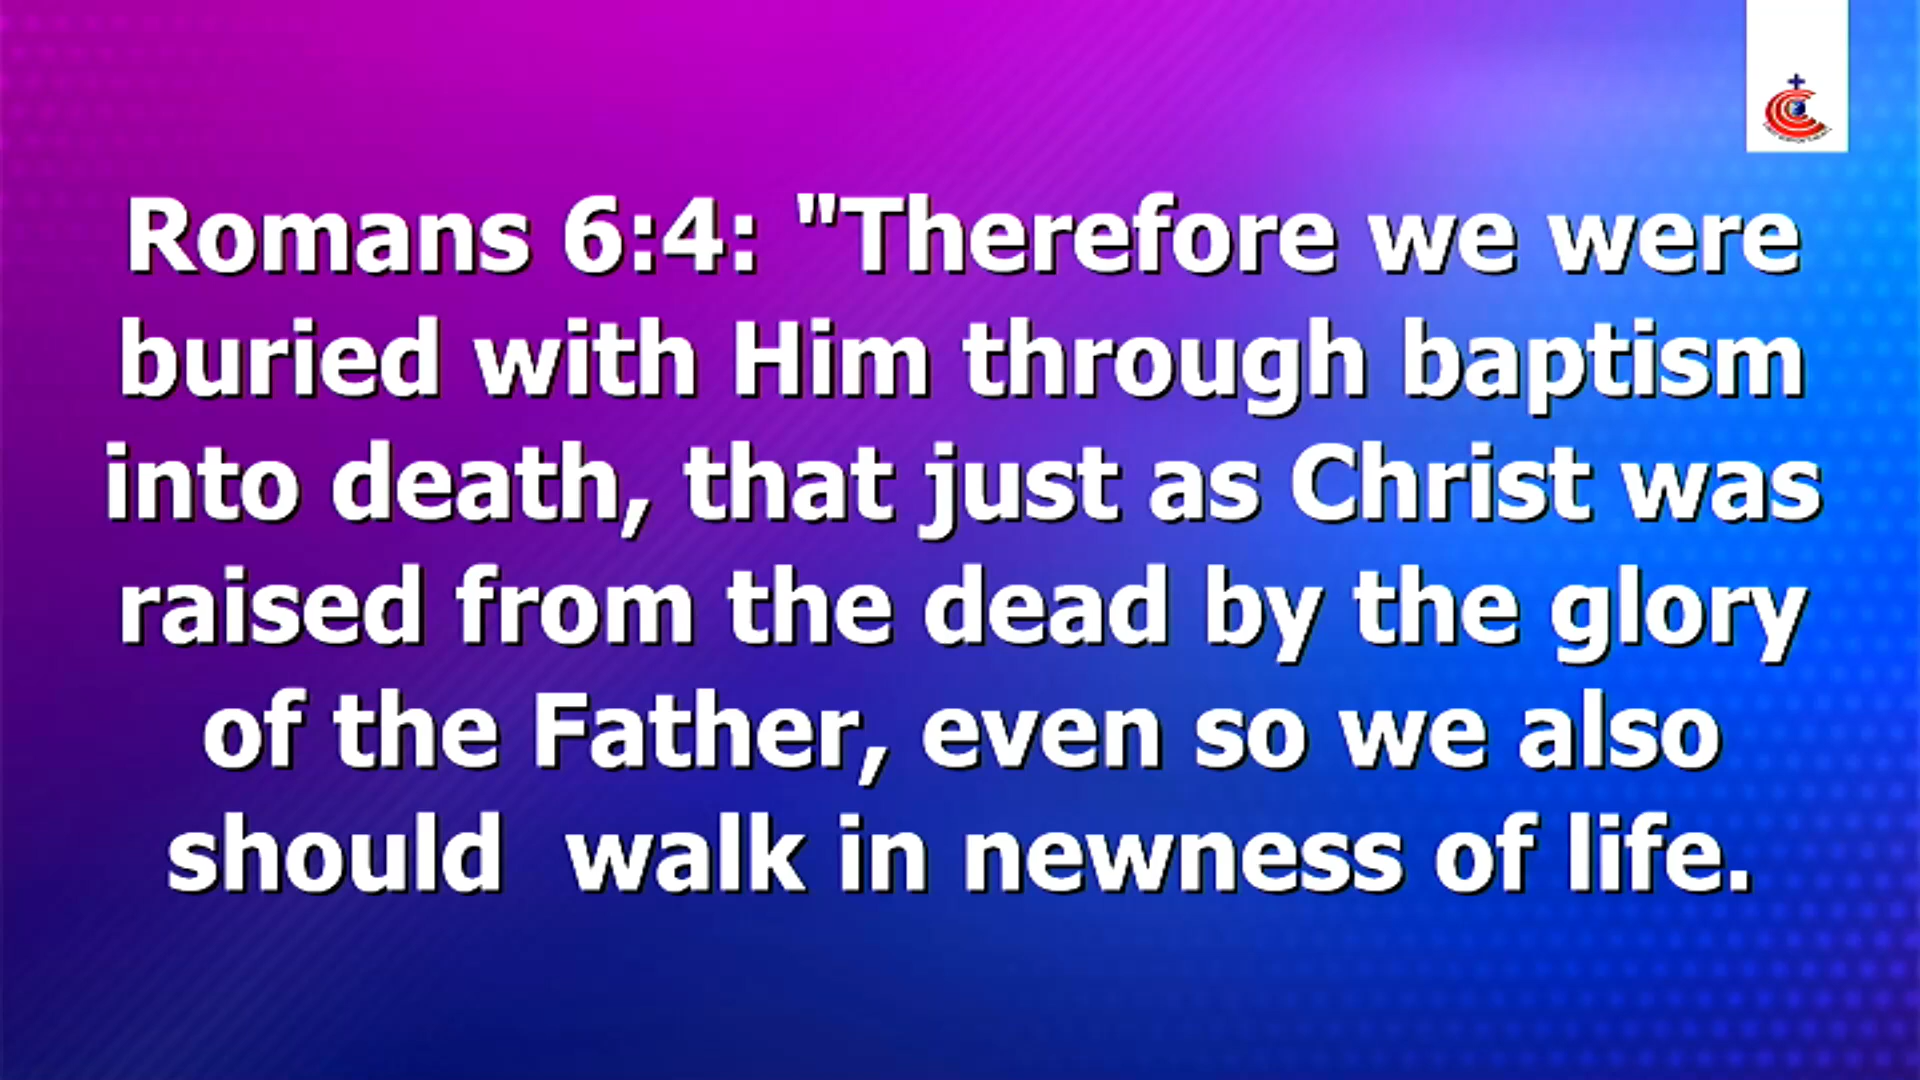 Romans 6:4: "Therefore we were
buried with Him through baptism
into death, that just as Christ was
raised from the dead by the glory
of the Father, even so we also
should  walk in newness of life.